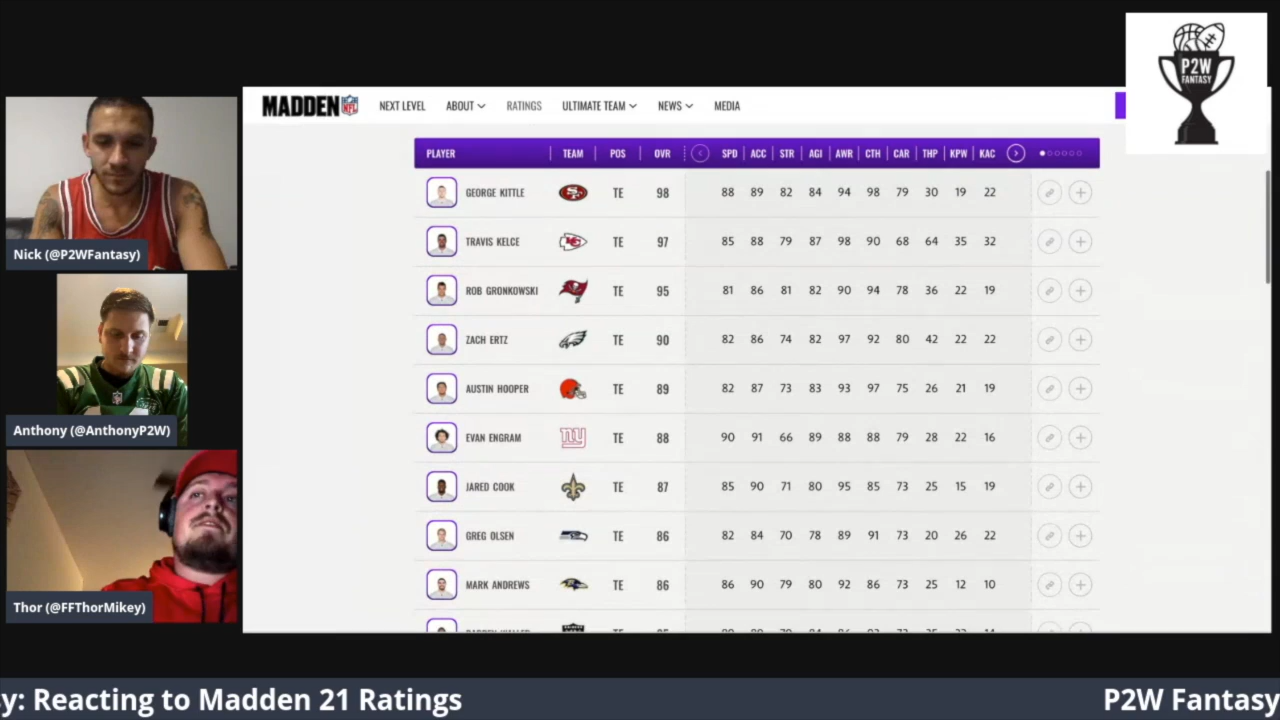 P2W
FANTASY
MADDEN NFL NEXT LEVEL ABOUT RATINGS ULTIMATE TEAM NEWS MEDIA
PLAYER TEAM POS OVR SPD ACC STR AGI AWR CTH CAR THP KPW KAC
GEORGE KITTLE TE 98 88 89 82 84 94 98 79 30 19 22
TRAVIS KELCE TE 97 85 88 79 87 98 90 68 64 35 32
ROB GRONKOWSKI TE 95 81 86 81 82 90 94 78 36 22 19
ZACH ERTZ TE 90 82 86 74 82 97 92 80 42 22 22
AUSTIN HOOPER TE 89 82 87 73 83 93 97 75 26 21 19
EVAN ENGRAM ny TE 88 90 91 66 89 88 88 79 28 22 16
JARED COOK TE 87 85 90 71 80 95 85 73 25 15 19
GREG OLSEN TE 86 82 84 70 78 89 91 73 20 26 22
MARK ANDREWS TE 86 86 90 79 80 92 86 73 25 12 10
Nick (@P2WFantasy)
Anthony (@AnthonyP2W)
Thor (@FFThorMikey)
y: Reacting to Madden 21 Ratings
P2W Fantasy